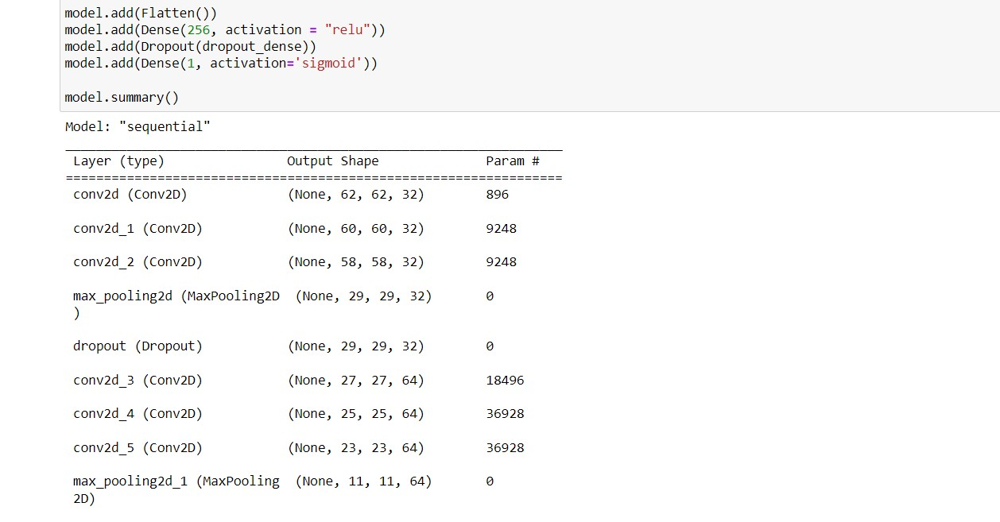 model.add(Flatten())
model.add(Dense(256, activation = "relu"))
model.add(Dropout(dropout_dense))
model.add(Dense(1, activation='sigmoid'))
model.summary()
Model: "sequential"
_________________________________________________________________
Layer (type) Output Shape Param #
=================================================================
conv2d (Conv2D) (None, 62, 62, 32) 896
conv2d_1 (Conv2D) (None, 60, 60, 32) 9248
conv2d_2 (Conv2D) (None, 58, 58, 32) 9248
max_pooling2d (MaxPooling2D (None, 29, 29, 32) 0
)
dropout (Dropout) (None, 29, 29, 32) 0
conv2d_3 (Conv2D) (None, 27, 27, 64) 18496
conv2d_4 (Conv2D) (None, 25, 25, 64) 36928
conv2d_5 (Conv2D) (None, 23, 23, 64) 36928
max_pooling2d_1 (MaxPooling (None, 11, 11, 64) 0
2D)